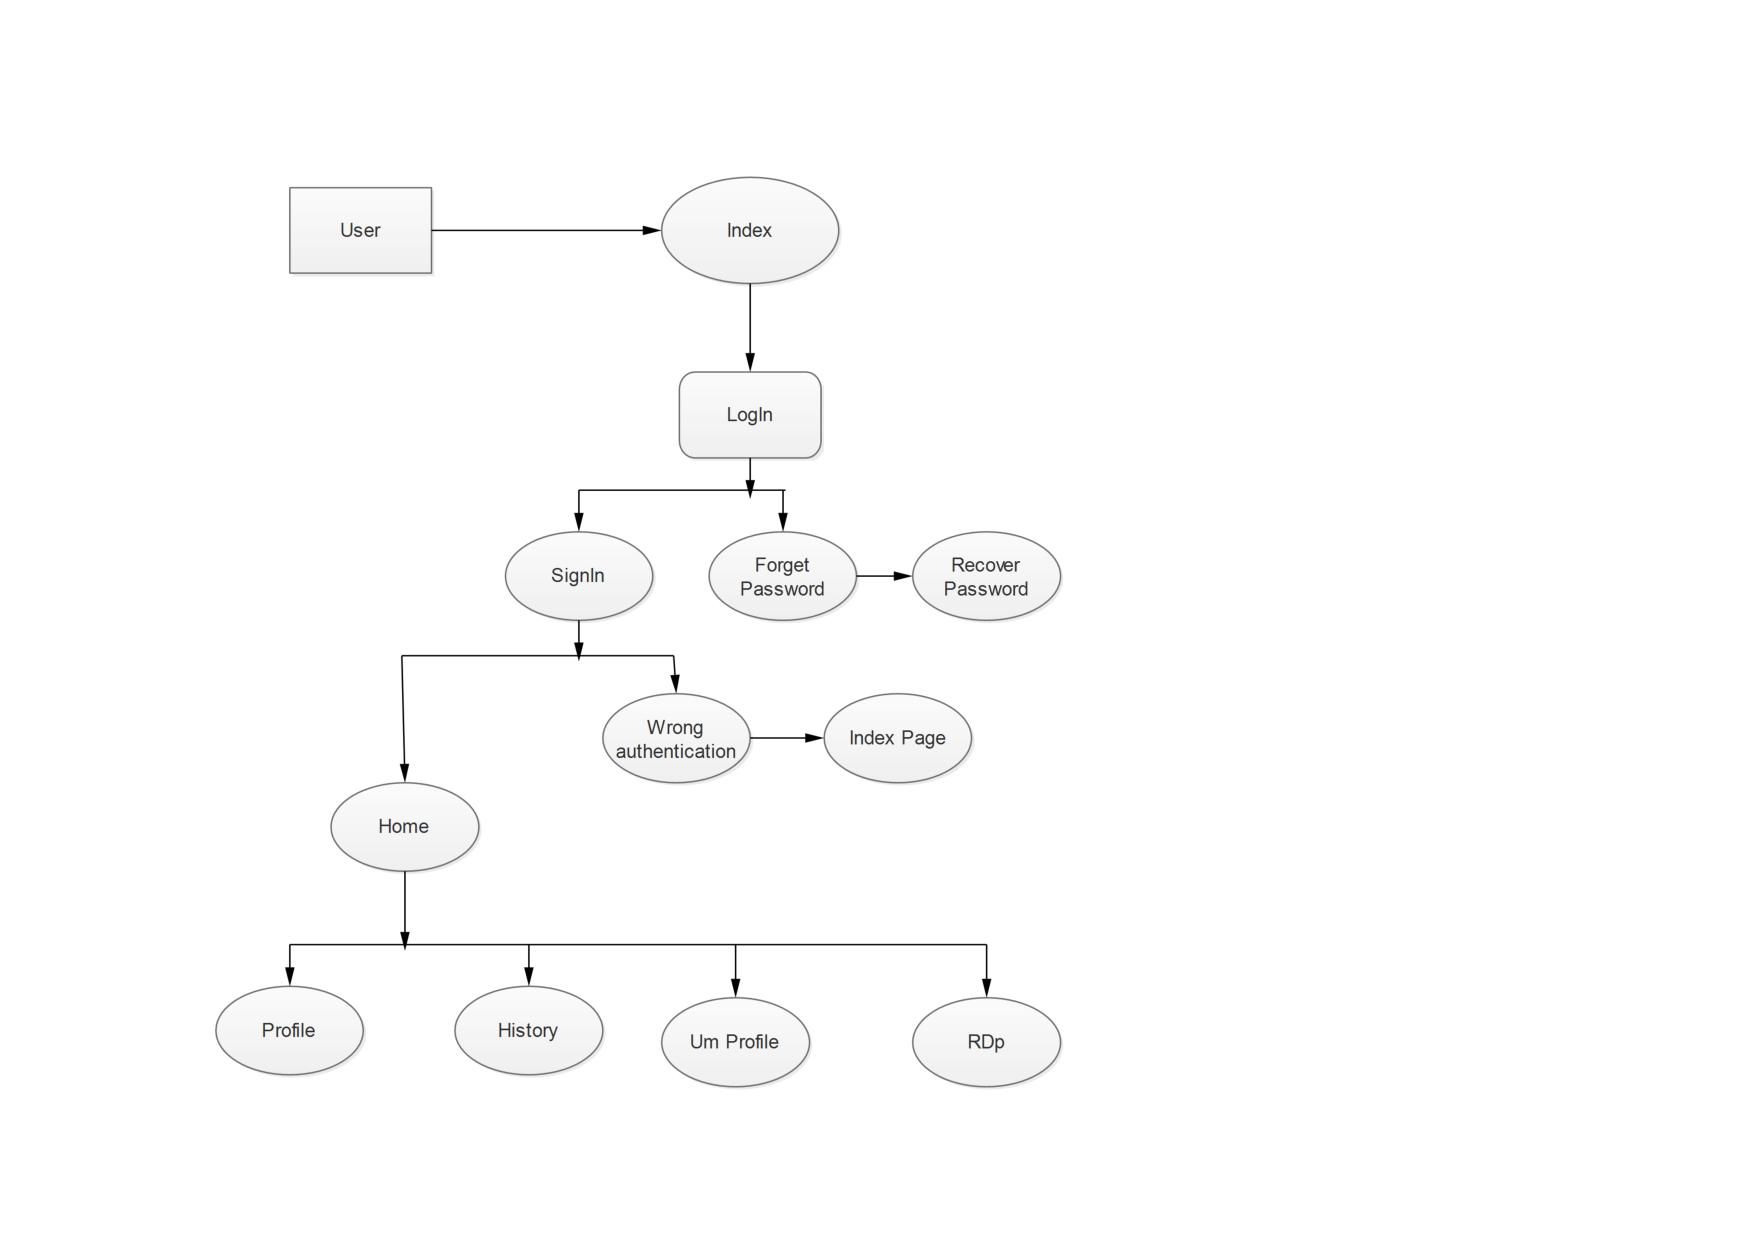 User
Index
LogIn
SignIn
Forget
Password
Recover
Password
Wrong
authentication
Index Page
Home
Profile
History
Um Profile
RDp